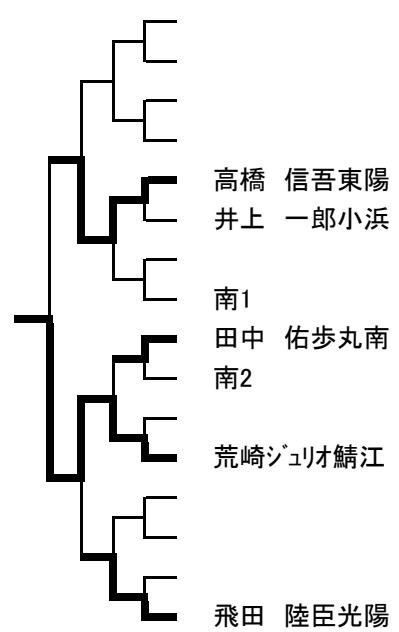 高橋　信吾東陽
井上　一郎小浜
南1
田中　佑歩丸南
南2
荒崎ｼﾞュリオ鯖江
飛田　陸臣光陽